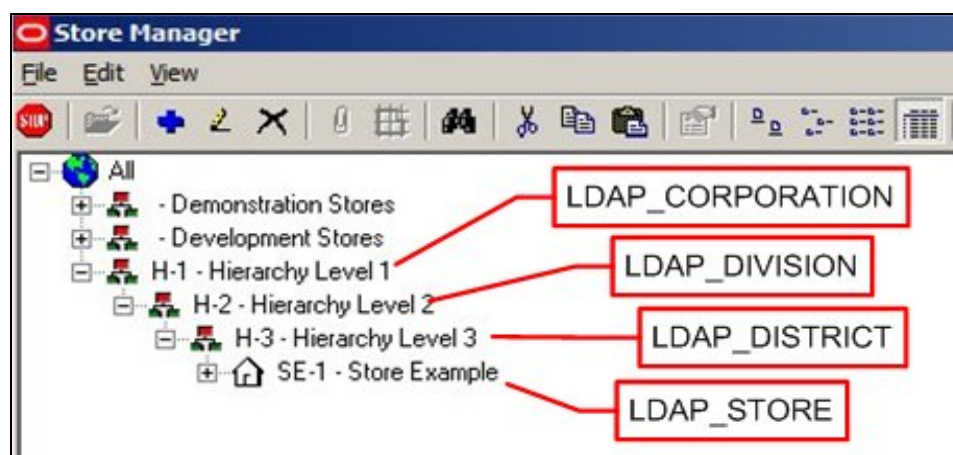 Store Manager
File Edit View
STOP
All
- Demonstration Stores
- Development Stores
H-1 - Hierarchy Level 1
H-2 - Hierarchy Level 2
H-3 - Hierarchy Level 3
SE-1 - Store Example
LDAP_CORPORATION
LDAP_DIVISION
LDAP_DISTRICT
LDAP_STORE